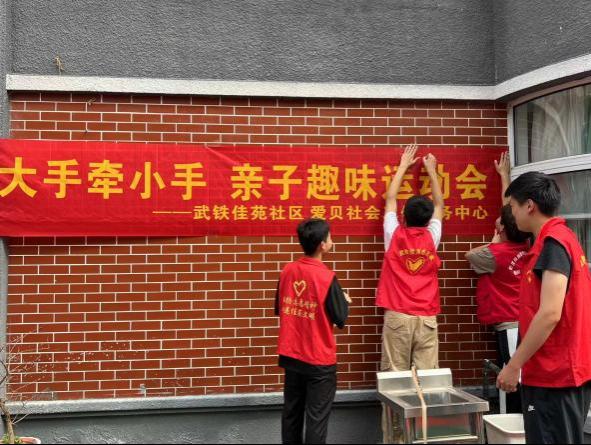 大手牵小手 亲子趣味运动会
——武铁佳苑社区 爱贝社会 务中心